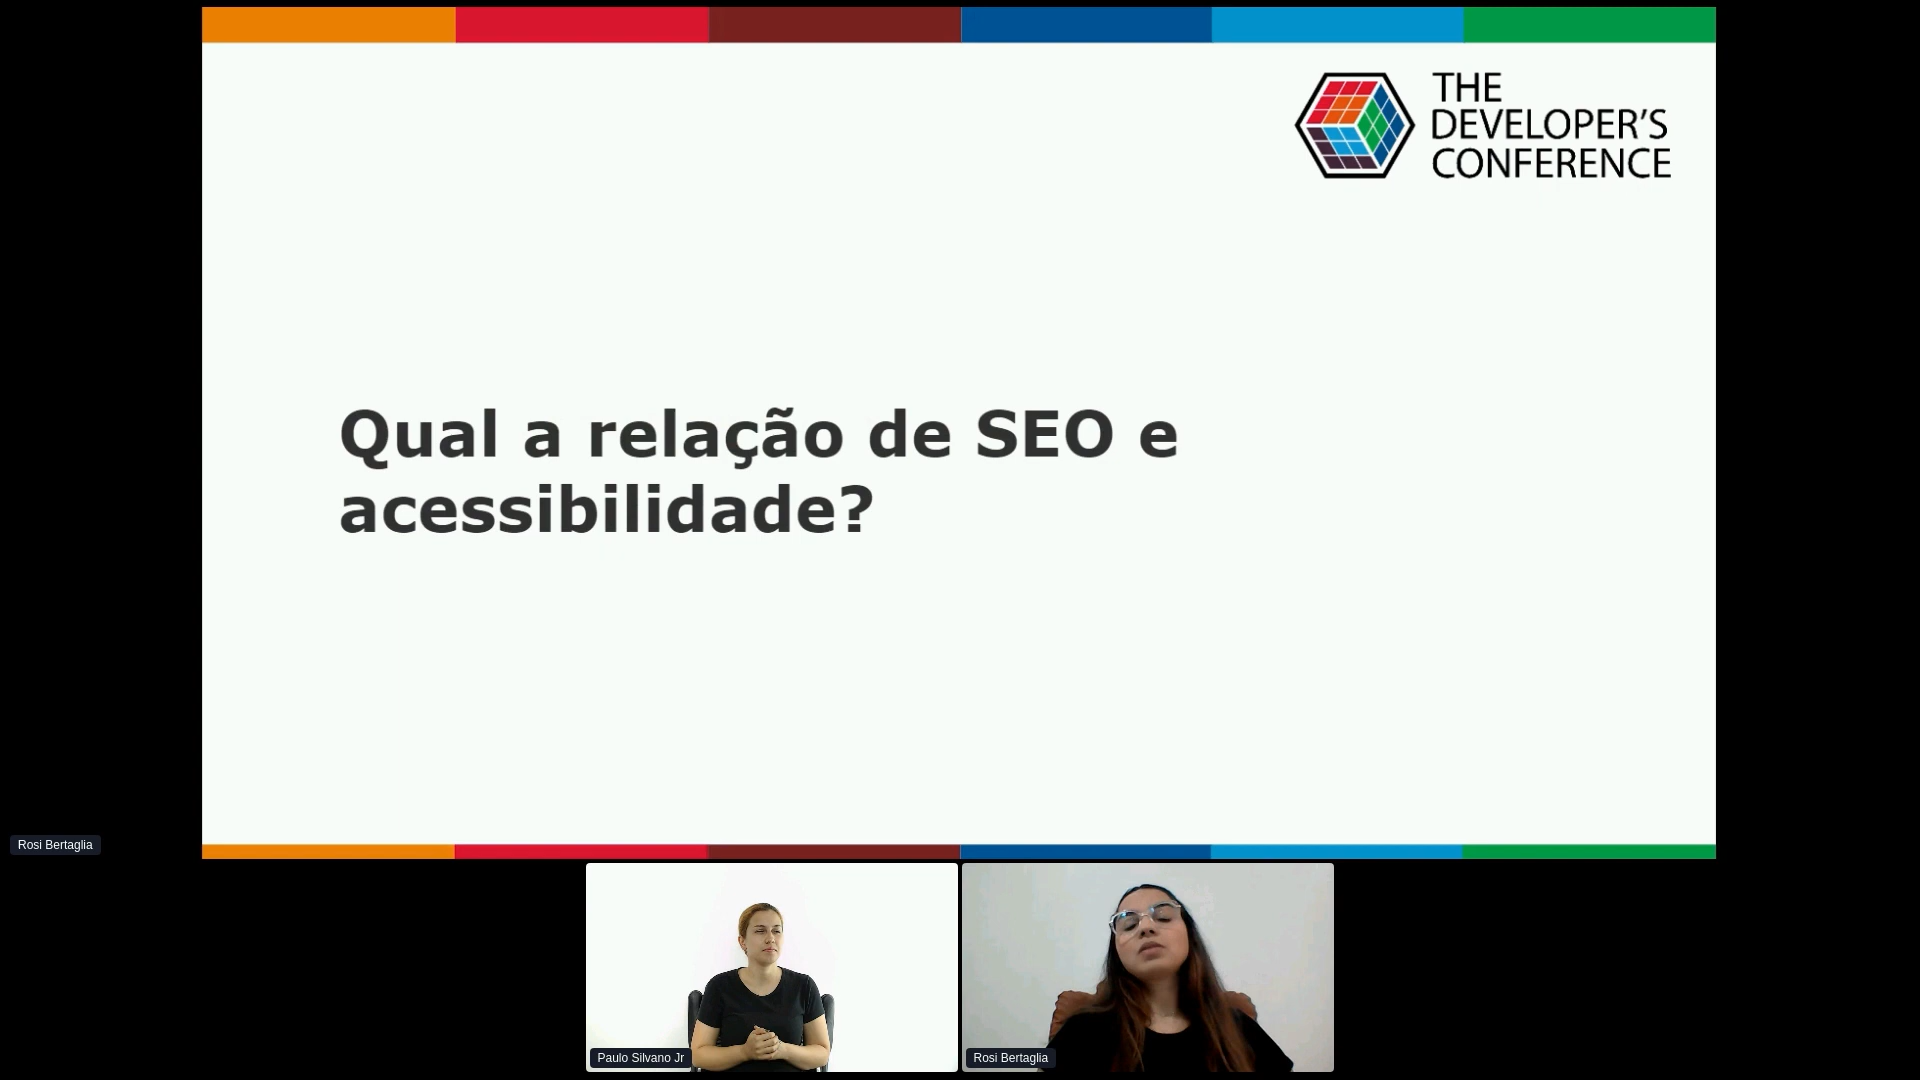 THE
DEVELOPER'S
CONFERENCE
Qual a relação de SEO e
acessibilidade?
Rosi Bertaglia
Paulo Silvano Jr
Rosi Bertaglia